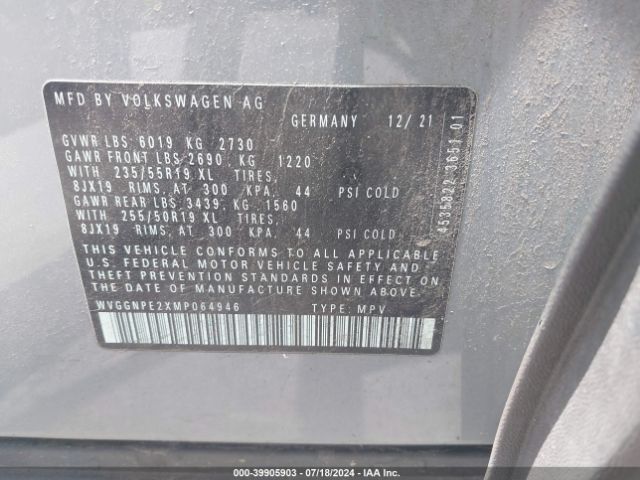 MFD BY VOLKSWAGEN AG
GERMANY 12/21
GVWR LBS 6019 KG 2730
GAWR FRONT LBS 2690 KG 1220
WITH 235/55R19 XL TIRES,
8JX19 RIMS, AT 300 KPA, 44 PSI COLD
GAWR REAR LBS 3439, KG 1560
WITH 255/50R19 XL TIRES,
8JX19 RIMS, AT 300 KPA, 44 PSI COLD
THIS VEHICLE CONFORMS TO ALL APPLICABLE
U.S. FEDERAL MOTOR VEHICLE SAFETY AND
THEFT PREVENTION STANDARDS IN EFFECT ON
THE DATE OF MANUFACTURE SHOWN ABOVE.
WVGGNPE2XMP064946 TYPE: MPV
4535822 3651 01
000-39905903 - 07/18/2024 - IAA Inc.